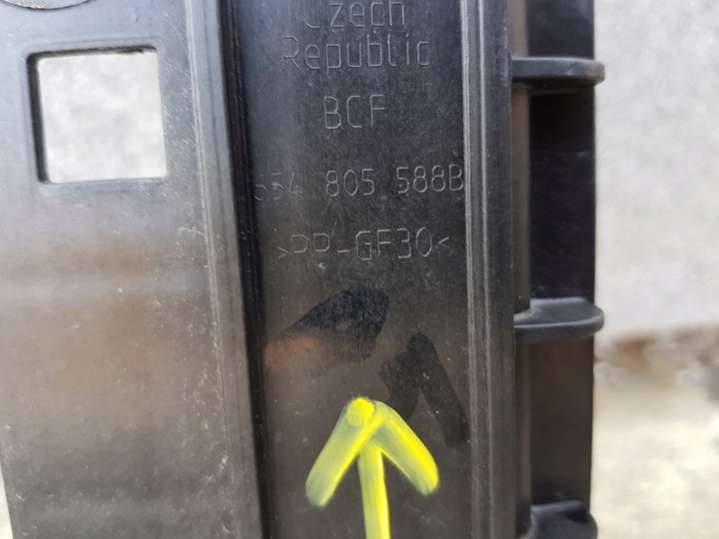 Czech
Republic
BCF
654 805 588B
>PP-GF30<